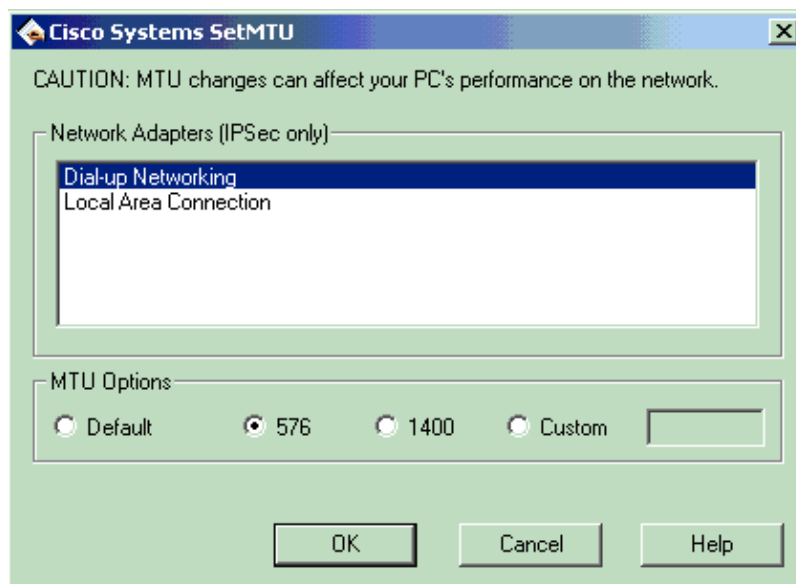 Cisco Systems SetMTU
CAUTION: MTU changes can affect your PC's performance on the network.
Network Adapters (IPSec only)
Dial-up Networking
Local Area Connection
MTU Options
Default 576 1400 Custom
OK Cancel Help